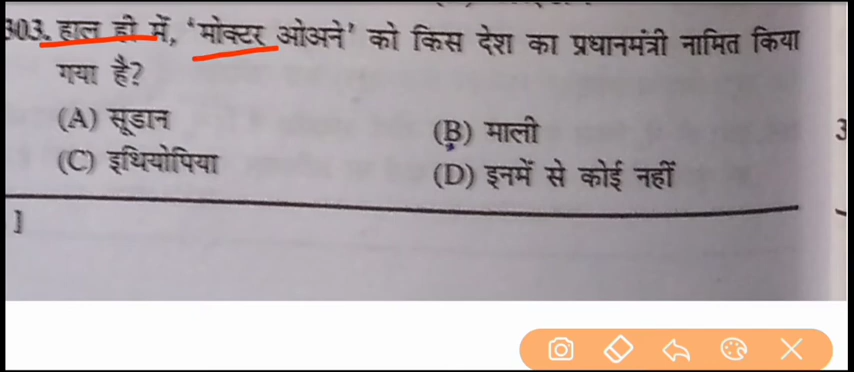 303. हाल ही में, 'मोक्टर ओअने' को किस देश का प्रधानमंत्री नामित किया
गया है?
(A) सूडान (B) माली
(C) इथियोपिया (D) इनमें से कोई नहीं